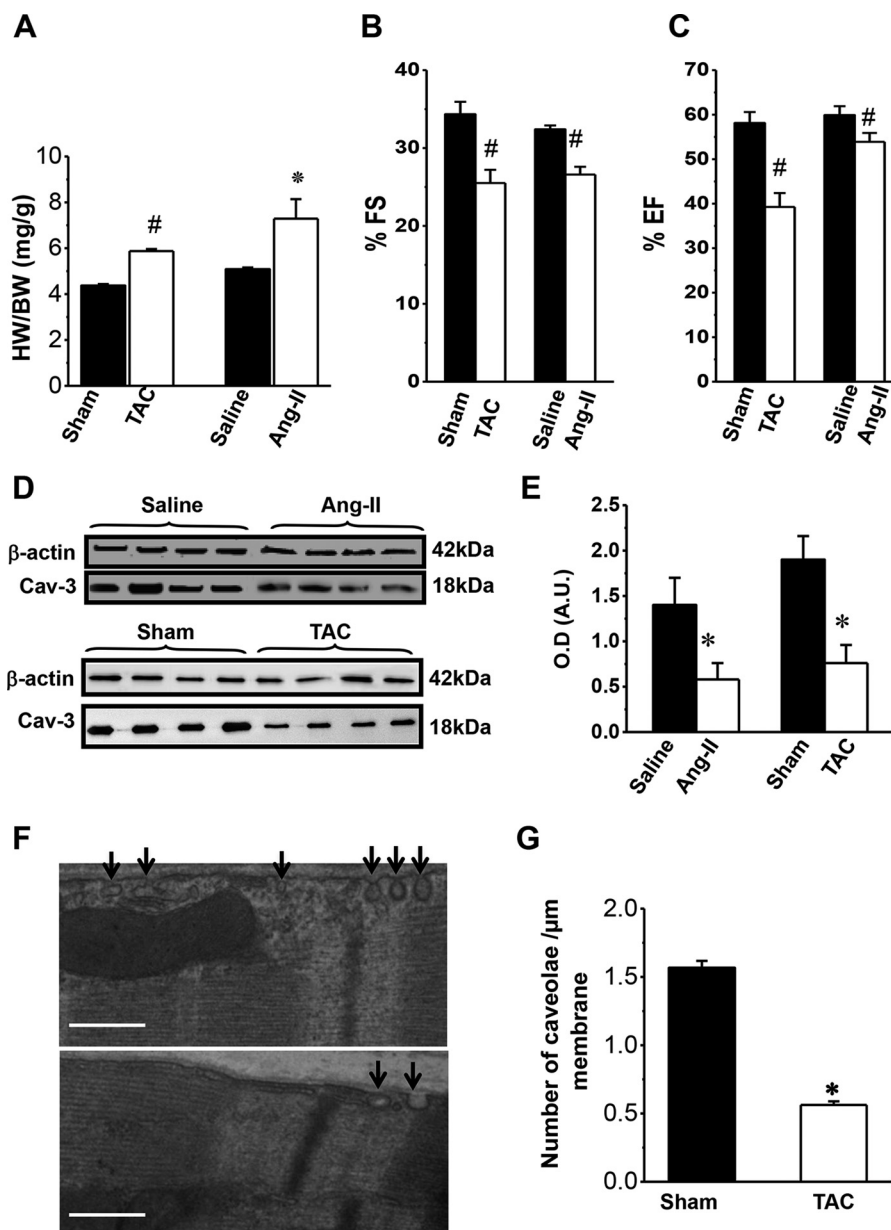 A
HW/BW (mg/g)
10
8
6
4
2
0
#
*
Sham
TAC
Saline
Ang-II
B
% FS
40
30
20
10
0
#
#
Sham
TAC
Saline
Ang-II
C
% EF
70
60
50
40
30
20
10
0
#
#
Sham
TAC
Saline
Ang-II
D
Saline Ang-II
β-actin 42kDa
Cav-3 18kDa
Sham TAC
β-actin 42kDa
Cav-3 18kDa
E
O.D (A.U.)
2.5
2.0
1.5
1.0
0.5
0.0
*
*
Saline
Ang-II
Sham
TAC
F
G
Number of caveolae /µm
membrane
2.0
1.5
1.0
0.5
0.0
*
Sham TAC